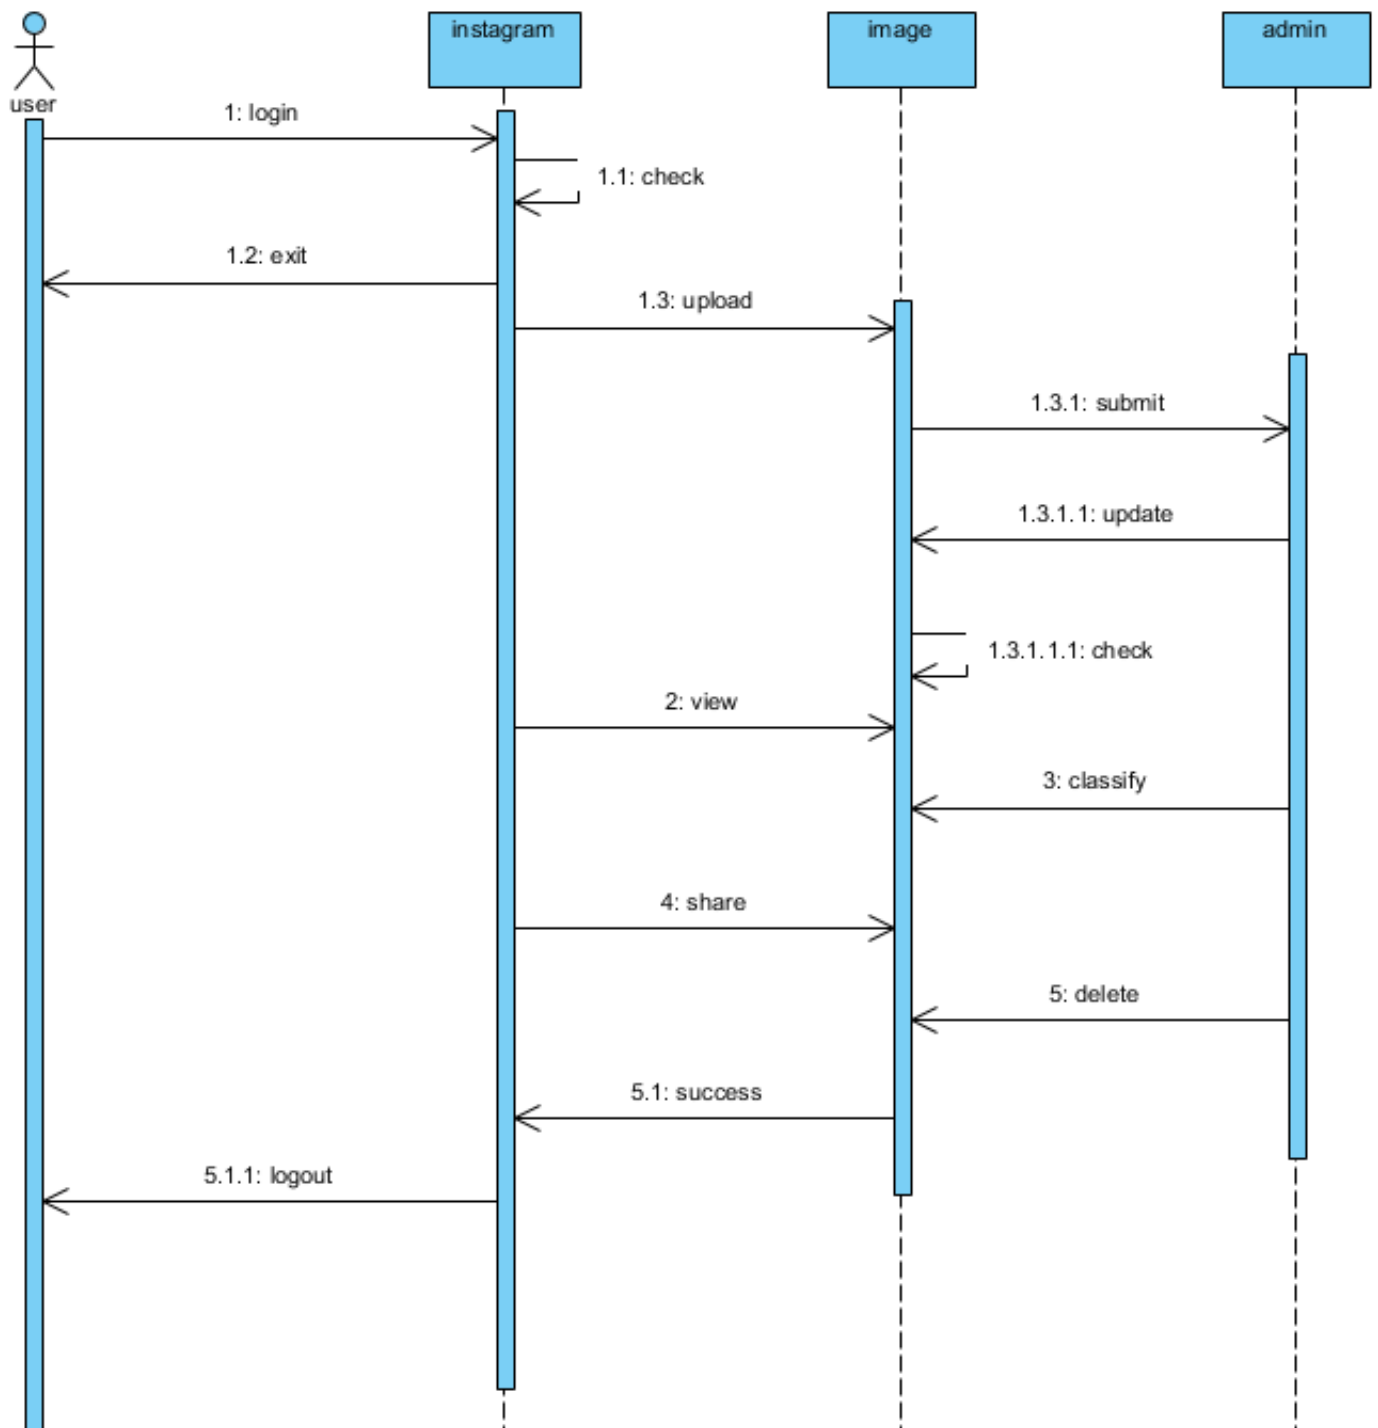 instagram
image
admin
user
1: login
1.1: check
1.2: exit
1.3: upload
1.3.1: submit
1.3.1.1: update
1.3.1.1.1: check
2: view
3: classify
4: share
5: delete
5.1: success
5.1.1: logout